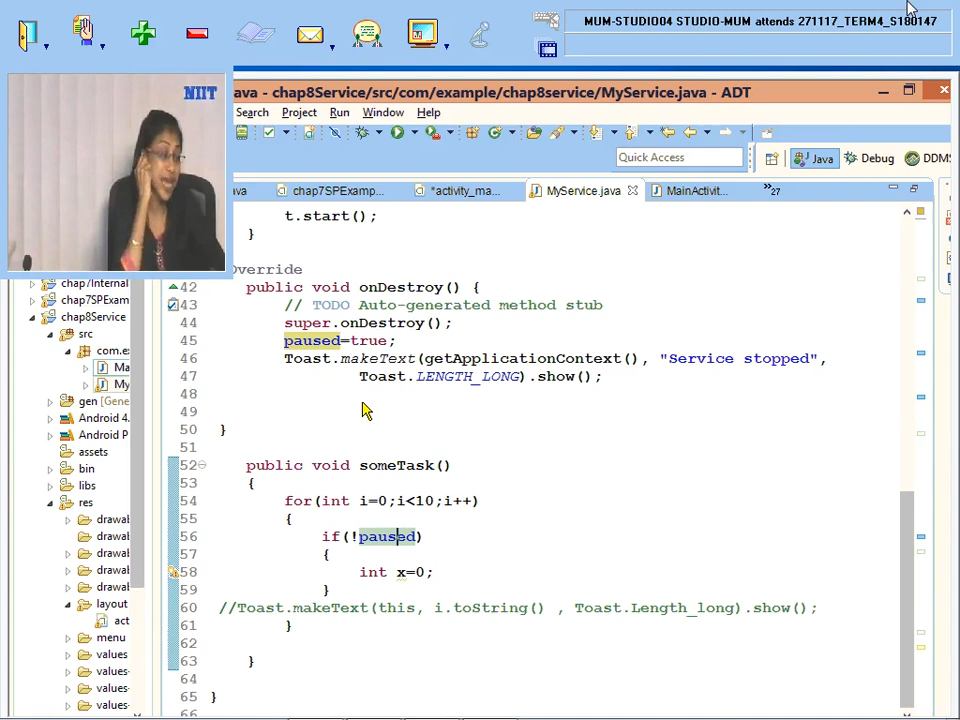 MUM-STUDIO04 STUDIO-MUM attends 271117_TERM4_S180147
NIIT
ava - chap8Service/src/com/example/chap8service/MyService.java - ADT
Search Project Run Window Help
Quick Access
Java
Debug
DDMS
ava
chap7SPExamp...
*activity_ma...
MyService.java
MainActivit...
»27
t.start();
}
Override
42 public void onDestroy() {
43 // TODO Auto-generated method stub
44 super.onDestroy();
45 paused=true;
46 Toast.makeText(getApplicationContext(), "Service stopped",
47 Toast.LENGTH_LONG).show();
48
49
50 }
51
52 public void someTask()
53 {
54 for(int i=0;i<10;i++)
55 {
56 if(!paused)
57 {
58 int x=0;
59 }
60 //Toast.makeText(this, i.toString() , Toast.Length_long).show();
61 }
62
63 }
64
65 }
66
chap7Internal
chap7SPExam
chap8Service
src
com.ex
Ma
My
gen [Gene
Android 4.
Android P
assets
bin
libs
res
drawab
drawab
drawab
drawab
drawab
layout
act
menu
values
values-
values-
values-